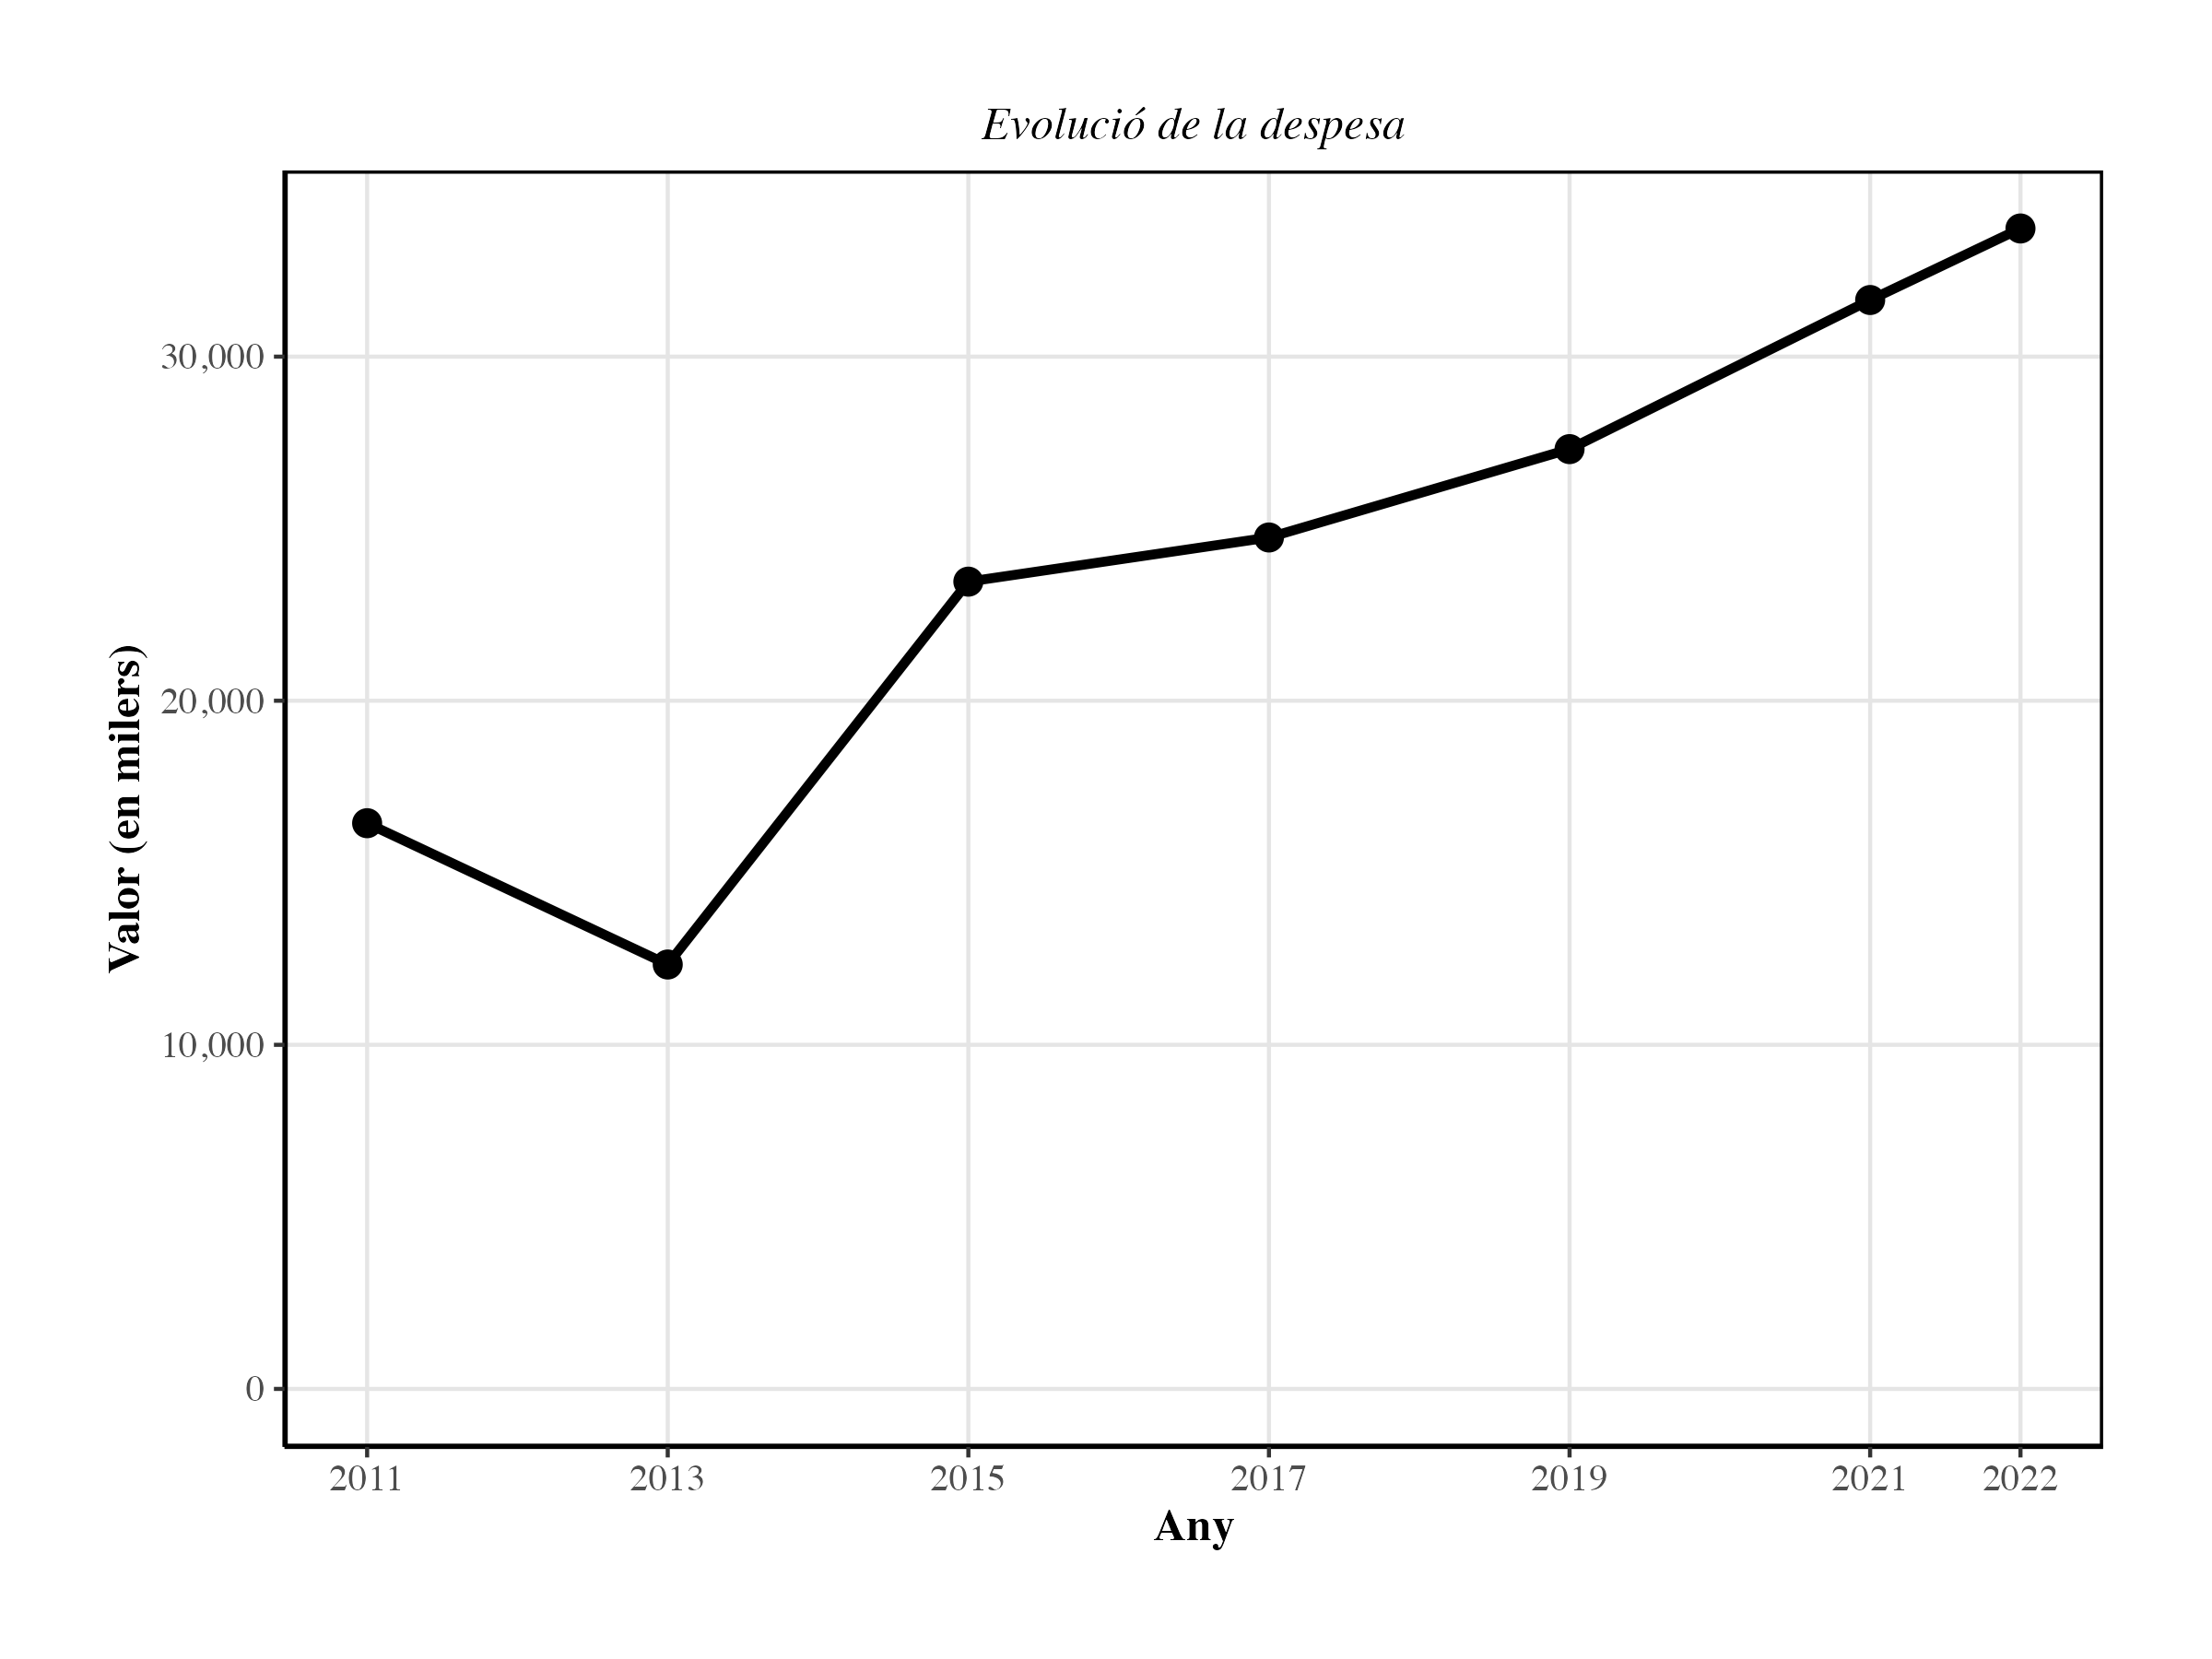 Evolució de la despesa
Valor (en milers)
30,000
20,000
10,000
0
2011 2013 2015 2017 2019 2021 2022
Any